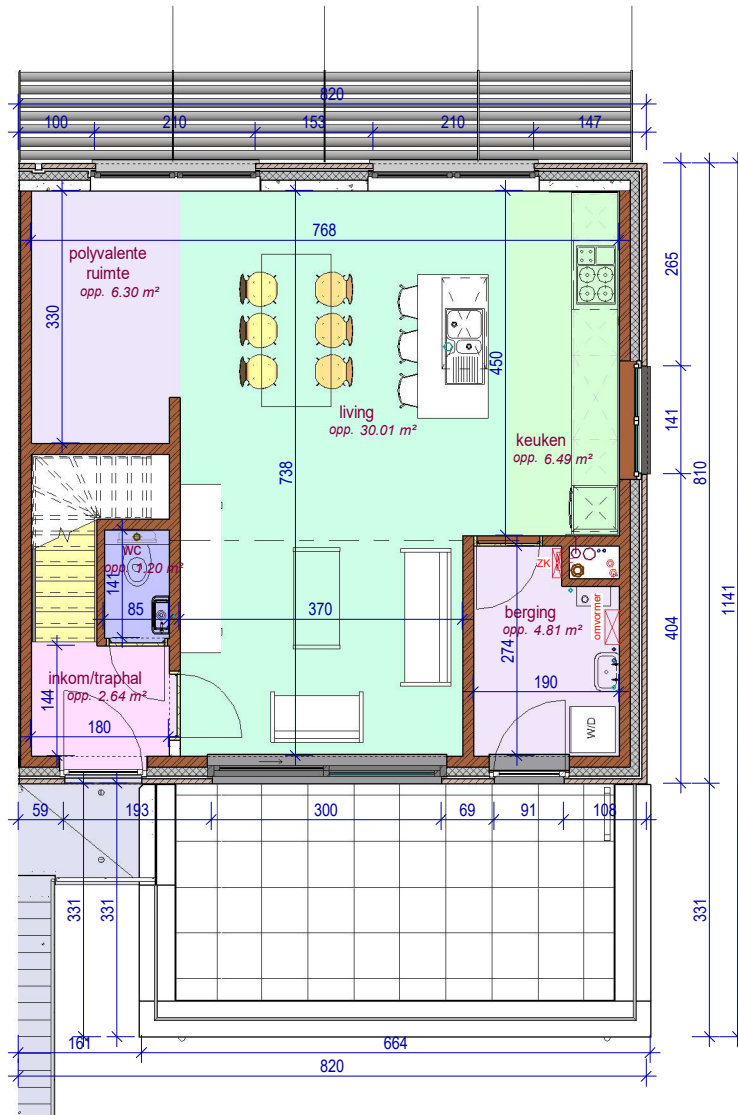 820
100 210 153 210 147
768
polyvalente
ruimte
opp. 6.30 m²
265
330
450
living
opp. 30.01 m²
141
keuken
opp. 6.49 m²
738
810
wc
opp. 1.20 m²
141
ZK
85
370
berging
opp. 4.81 m²
omvormer
404
1141
274
inkom/traphal
opp. 2.64 m²
144
190
180
W/D
59 193 300 69 91 108
331
331
331
161
664
820